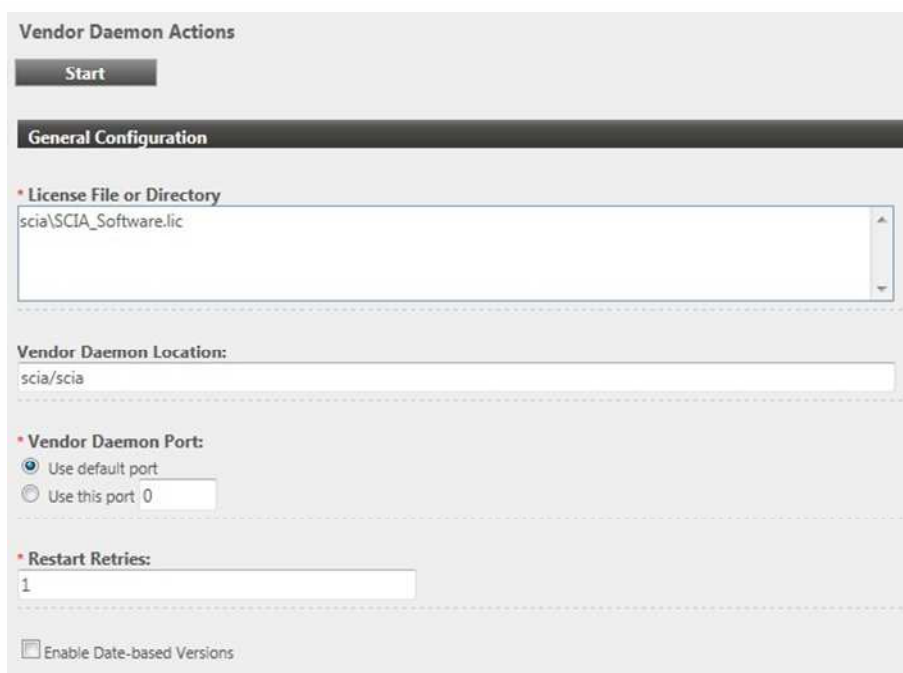 Vendor Daemon Actions
Start
General Configuration
* License File or Directory
scia\SCIA_Software.lic
Vendor Daemon Location:
scia/scia
* Vendor Daemon Port:
Use default port
Use this port 0
* Restart Retries:
1
Enable Date-based Versions